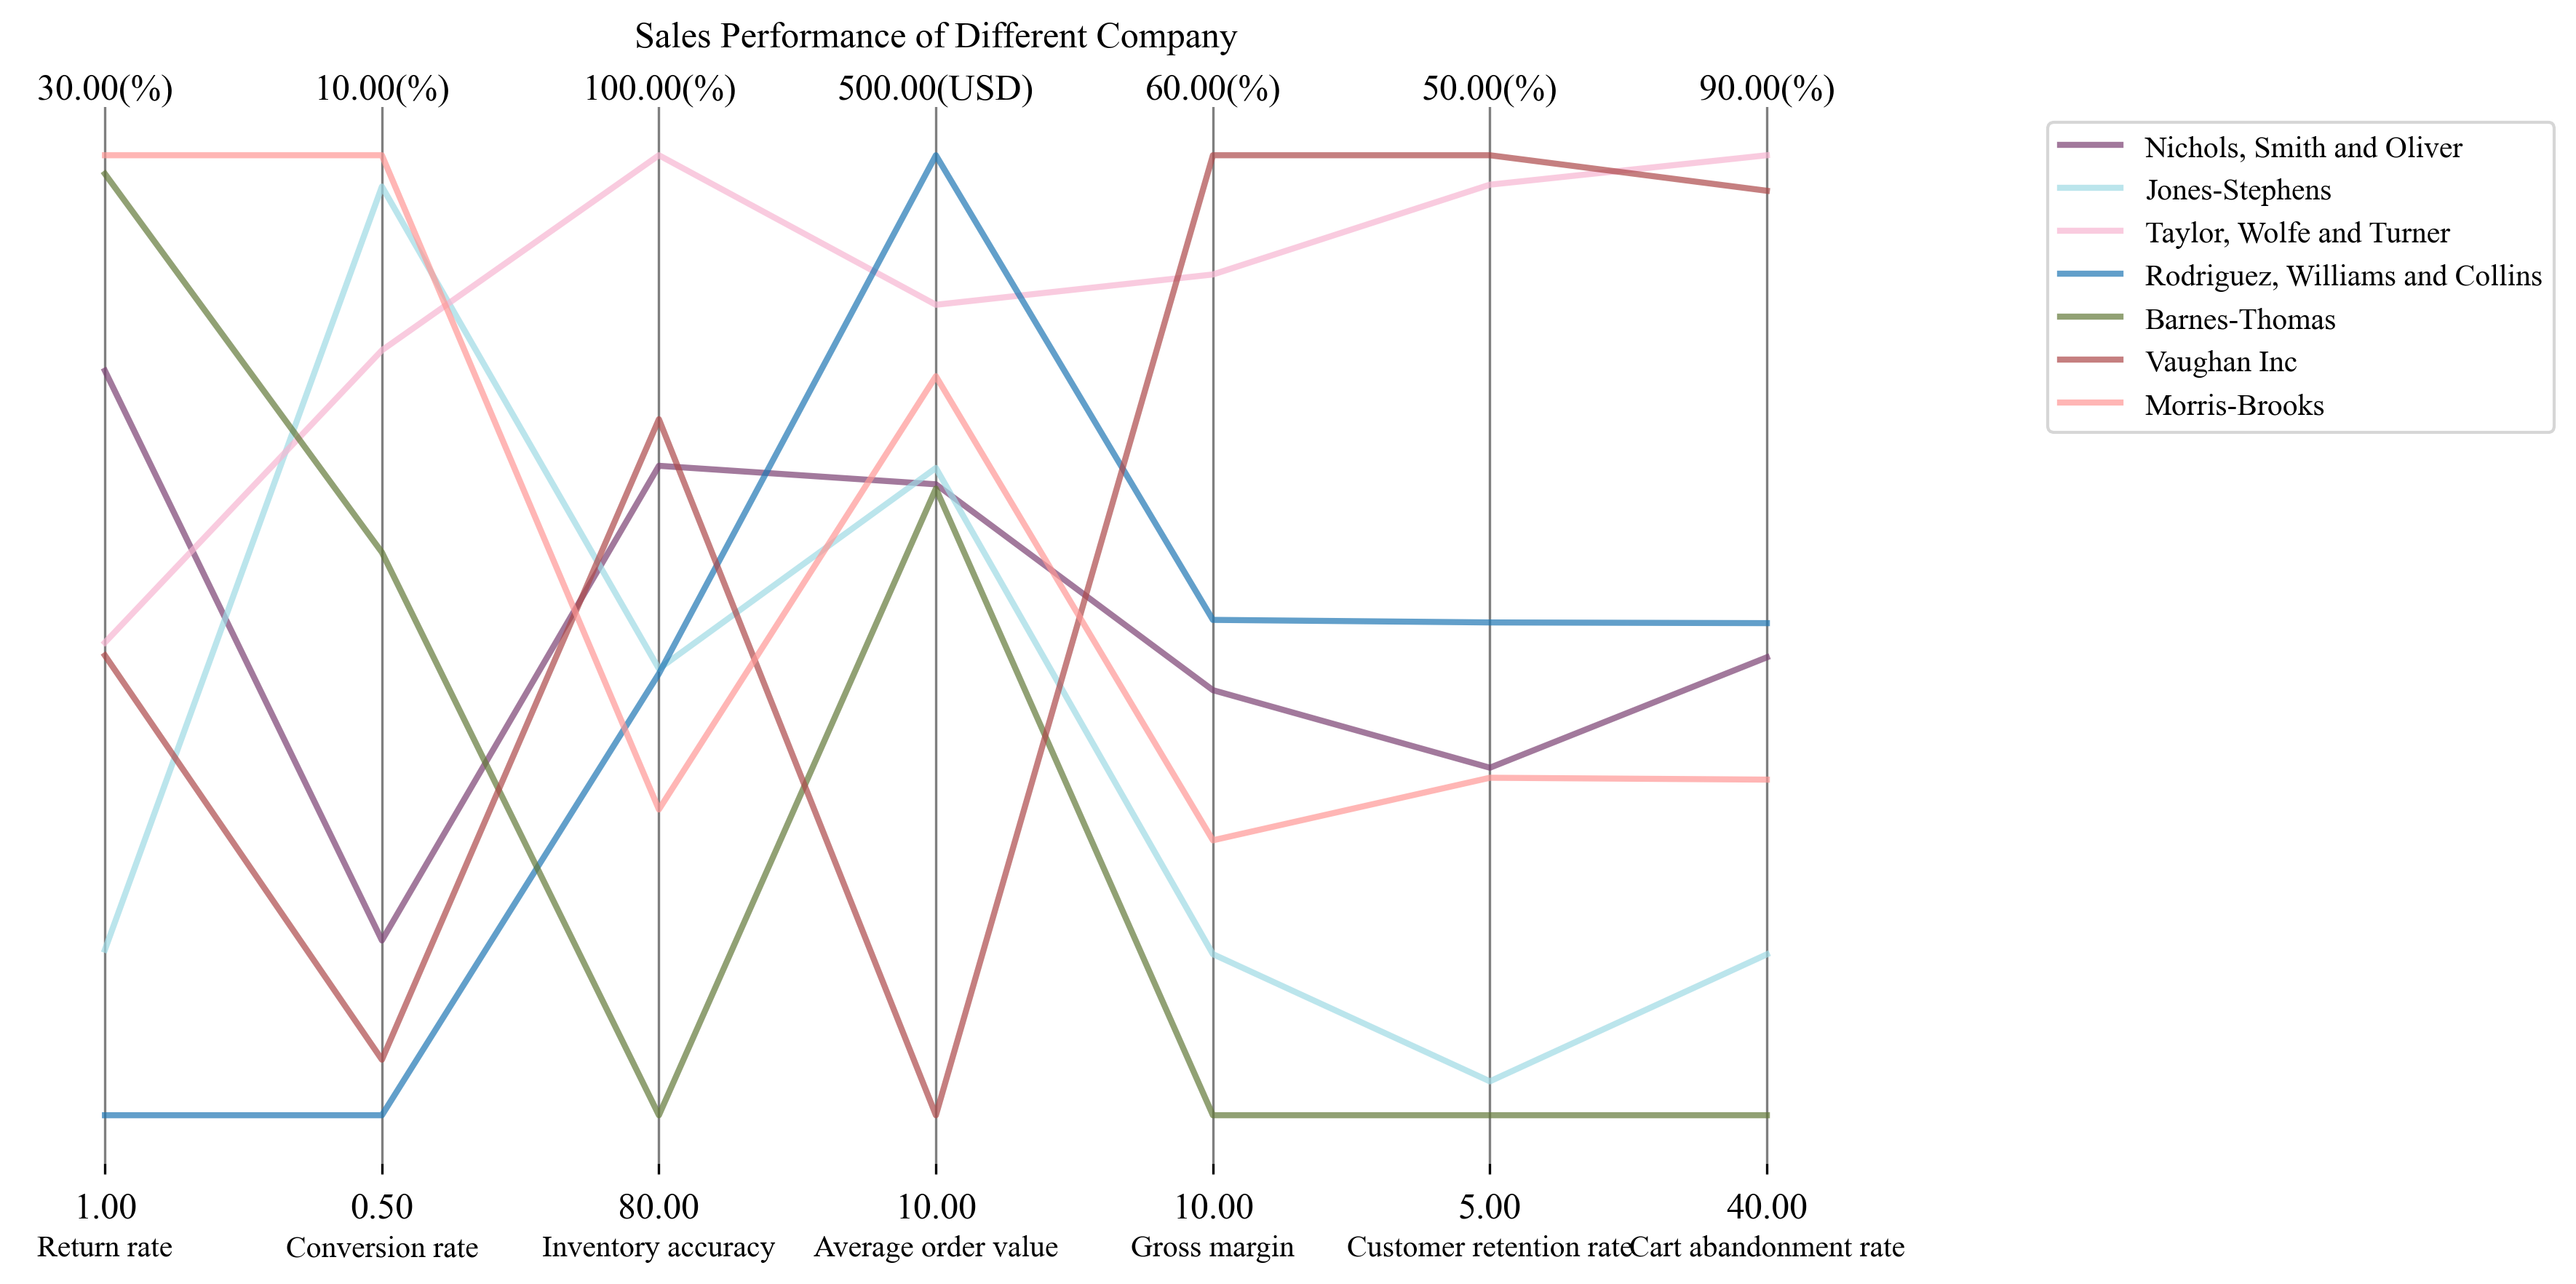 Sales Performance of Different Company
30.00(%)
10.00(%)
100.00(%)
500.00(USD)
60.00(%)
50.00(%)
90.00(%)
Nichols, Smith and Oliver
Jones-Stephens
Taylor, Wolfe and Turner
Rodriguez, Williams and Collins
Barnes-Thomas
Vaughan Inc
Morris-Brooks
1.00
0.50
80.00
10.00
10.00
5.00
40.00
Return rate
Conversion rate
Inventory accuracy
Average order value
Gross margin
Customer retention rate
Cart abandonment rate